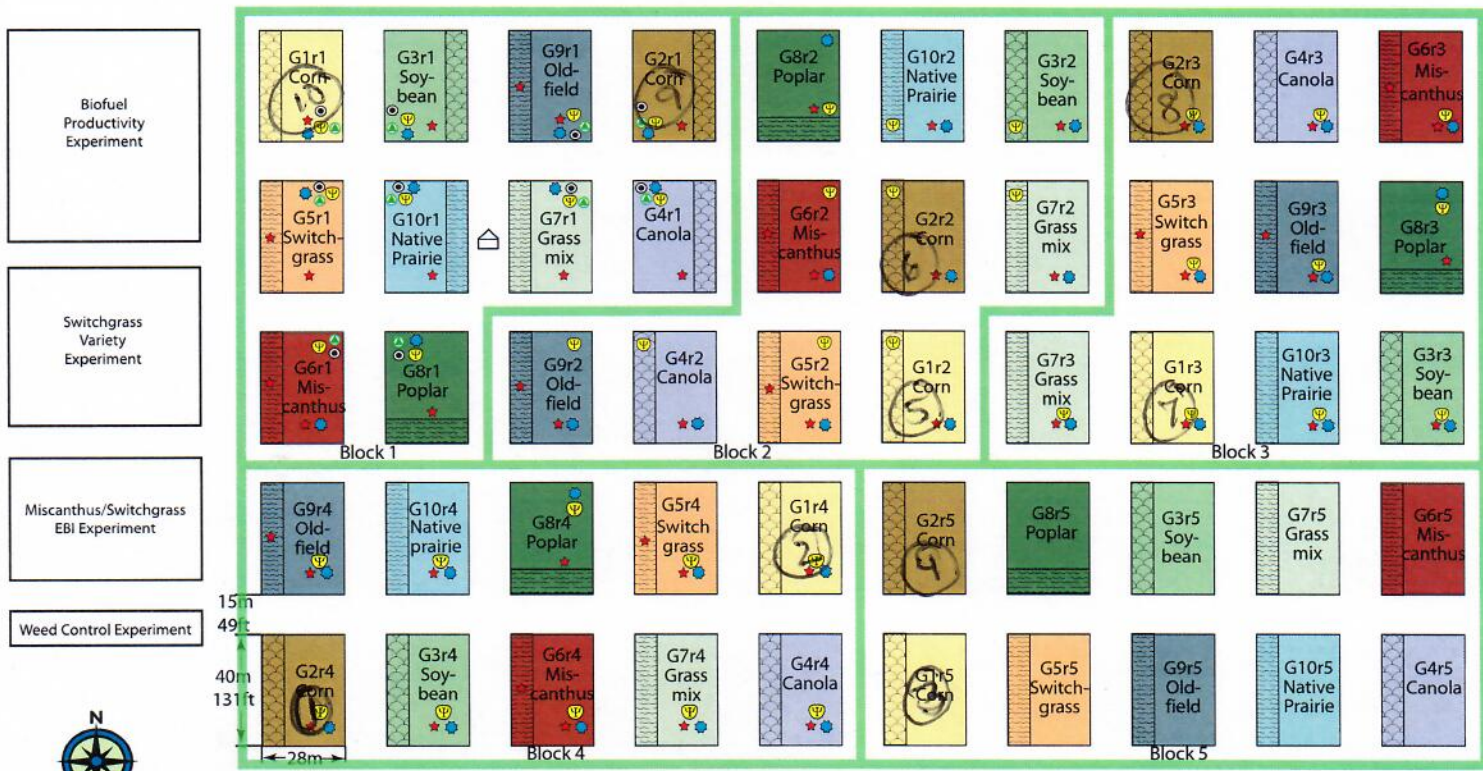 Biofuel
Productivity
Experiment
Switchgrass
Variety
Experiment
Miscanthus/Switchgrass
EBI Experiment
Weed Control Experiment
N
G1r1
Corn
10
G3r1
Soy-
bean
G9r1
Old-
field
G2r1
Corn
9
G8r2
Poplar
G10r2
Native
Prairie
G3r2
Soy-
bean
G2r3
Corn
8
G4r3
Canola
G6r3
Mis-
canthus
G5r1
Switch-
grass
G10r1
Native
Prairie
G7r1
Grass
mix
G4r1
Canola
G6r2
Mis-
canthus
G2r2
Corn
6
G7r2
Grass
mix
G5r3
Switch
grass
G9r3
Old-
field
G8r3
Poplar
G6r1
Mis-
canthus
G8r1
Poplar
G9r2
Old-
field
G4r2
Canola
G5r2
Switch-
grass
G1r2
Corn
5
G7r3
Grass
mix
G1r3
Corn
7
G10r3
Native
Prairie
G3r3
Soy-
bean
Block 1
Block 2
Block 3
G9r4
Old-
field
G10r4
Native
prairie
G8r4
Poplar
G5r4
Switch
grass
G1r4
Corn
2
G2r5
Corn
4
G8r5
Poplar
G3r5
Soy-
bean
G7r5
Grass
mix
G6r5
Mis-
canthus
15m
49ft
40m
131ft
G2r4
Corn
1
G3r4
Soy-
bean
G6r4
Mis-
canthus
G7r4
Grass
mix
G4r4
Canola
G1r5
Corn
3
G5r5
Switch-
grass
G9r5
Old-
field
G10r5
Native
Prairie
G4r5
Canola
28m
Block 4
Block 5